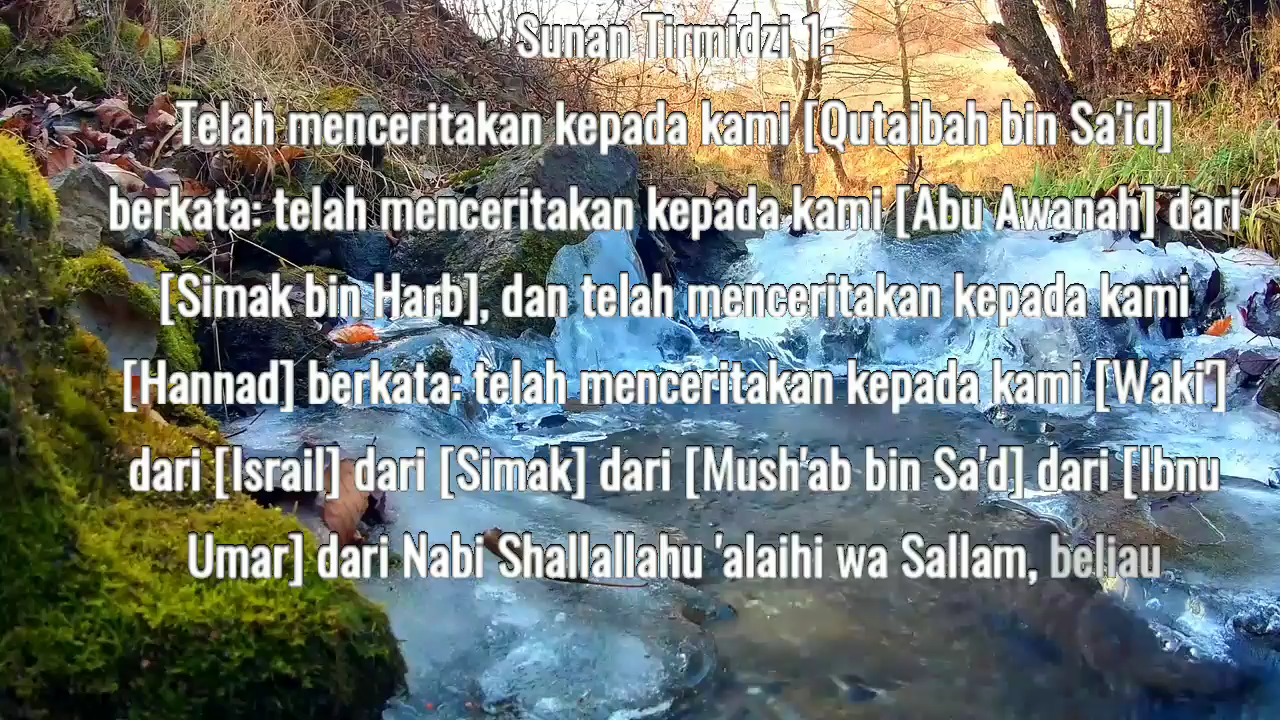 Sunan Tirmidzi 1:
Telah menceritakan kepada kami [Qutaibah bin Sa'id]
berkata: telah menceritakan kepada kami [Abu Awanah] dari
[Simak bin Harb], dan telah menceritakan kepada kami
[Hannad] berkata: telah menceritakan kepada kami [Waki']
dari [Israil] dari [Simak] dari [Mush'ab bin Sa'd] dari [Ibnu
Umar] dari Nabi Shallallahu 'alaihi wa Sallam, beliau